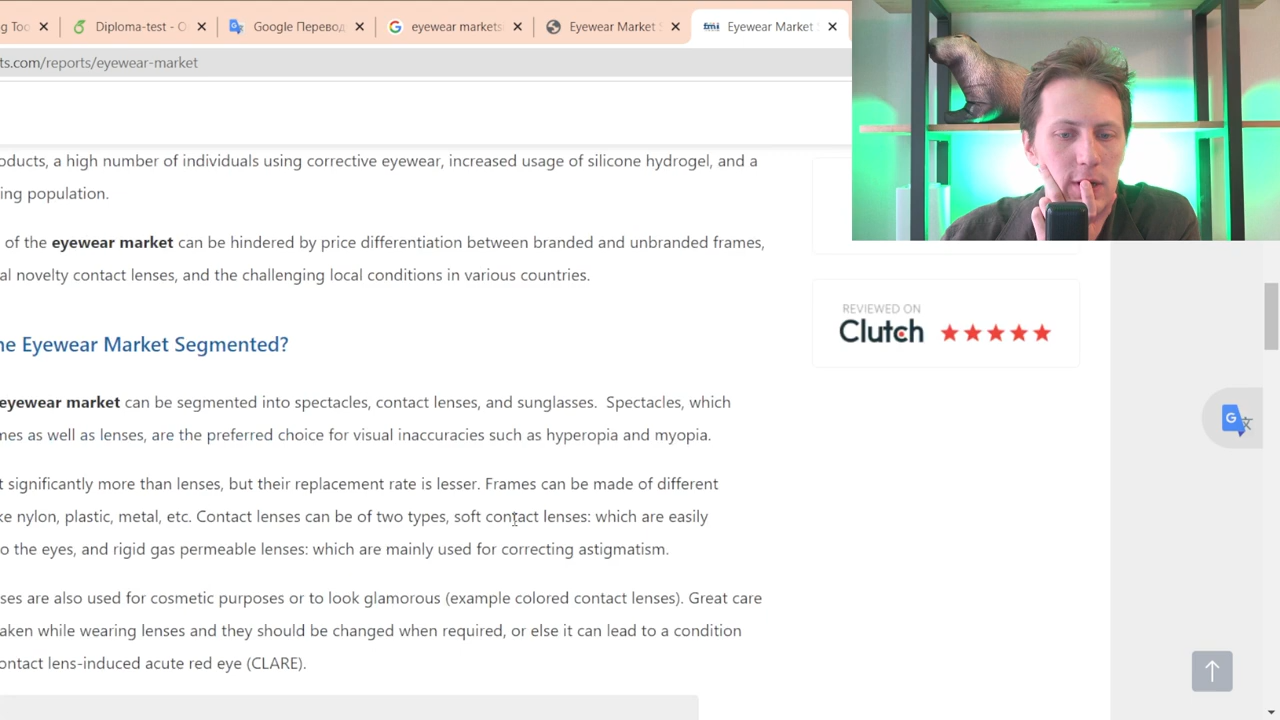 ng Too
Diploma-test - O
Google Перевод
eyewear markets
Eyewear Market S
fmi Eyewear Market
ts.com/reports/eyewear-market
oducts, a high number of individuals using corrective eyewear, increased usage of silicone hydrogel, and a
ing population.
of the eyewear market can be hindered by price differentiation between branded and unbranded frames,
al novelty contact lenses, and the challenging local conditions in various countries.
REVIEWED ON
Clutch
he Eyewear Market Segmented?
eyewear market can be segmented into spectacles, contact lenses, and sunglasses. Spectacles, which
mes as well as lenses, are the preferred choice for visual inaccuracies such as hyperopia and myopia.
t significantly more than lenses, but their replacement rate is lesser. Frames can be made of different
ke nylon, plastic, metal, etc. Contact lenses can be of two types, soft contact lenses: which are easily
o the eyes, and rigid gas permeable lenses: which are mainly used for correcting astigmatism.
ses are also used for cosmetic purposes or to look glamorous (example colored contact lenses). Great care
aken while wearing lenses and they should be changed when required, or else it can lead to a condition
ontact lens-induced acute red eye (CLARE).